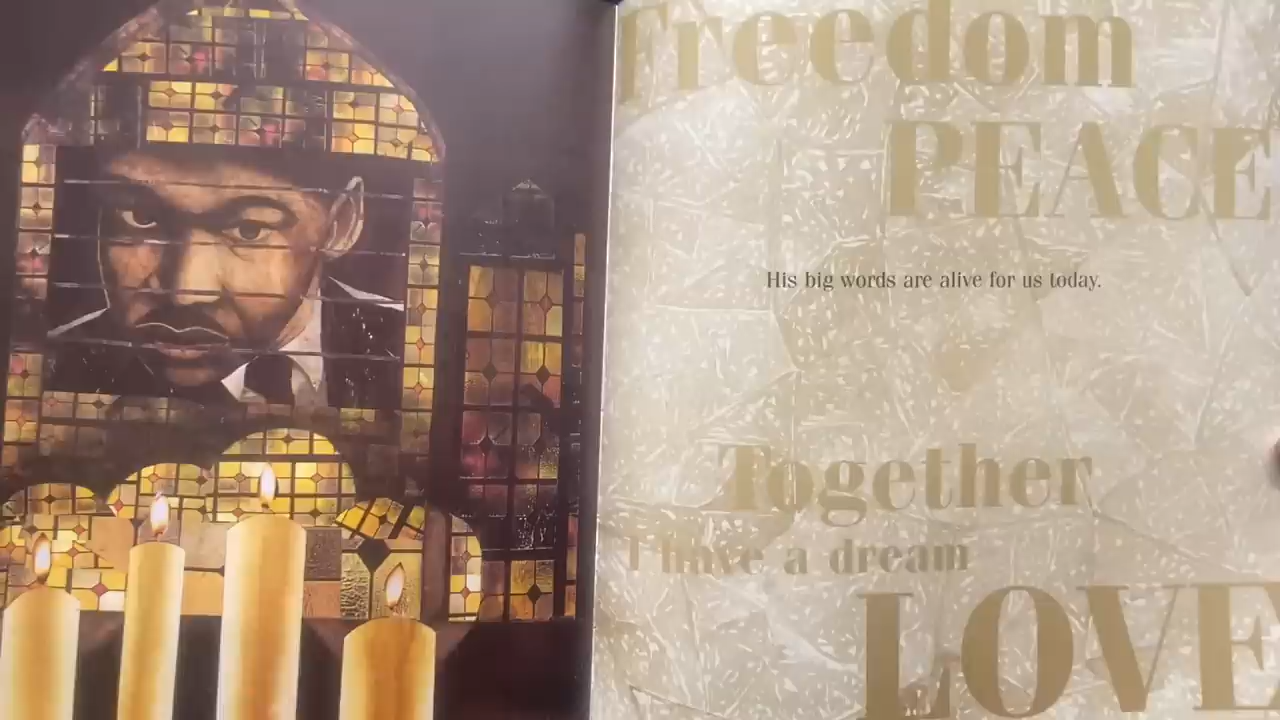 Freedom
PEACE
His big words are alive for us today.
Together
I have a dream
LOVE